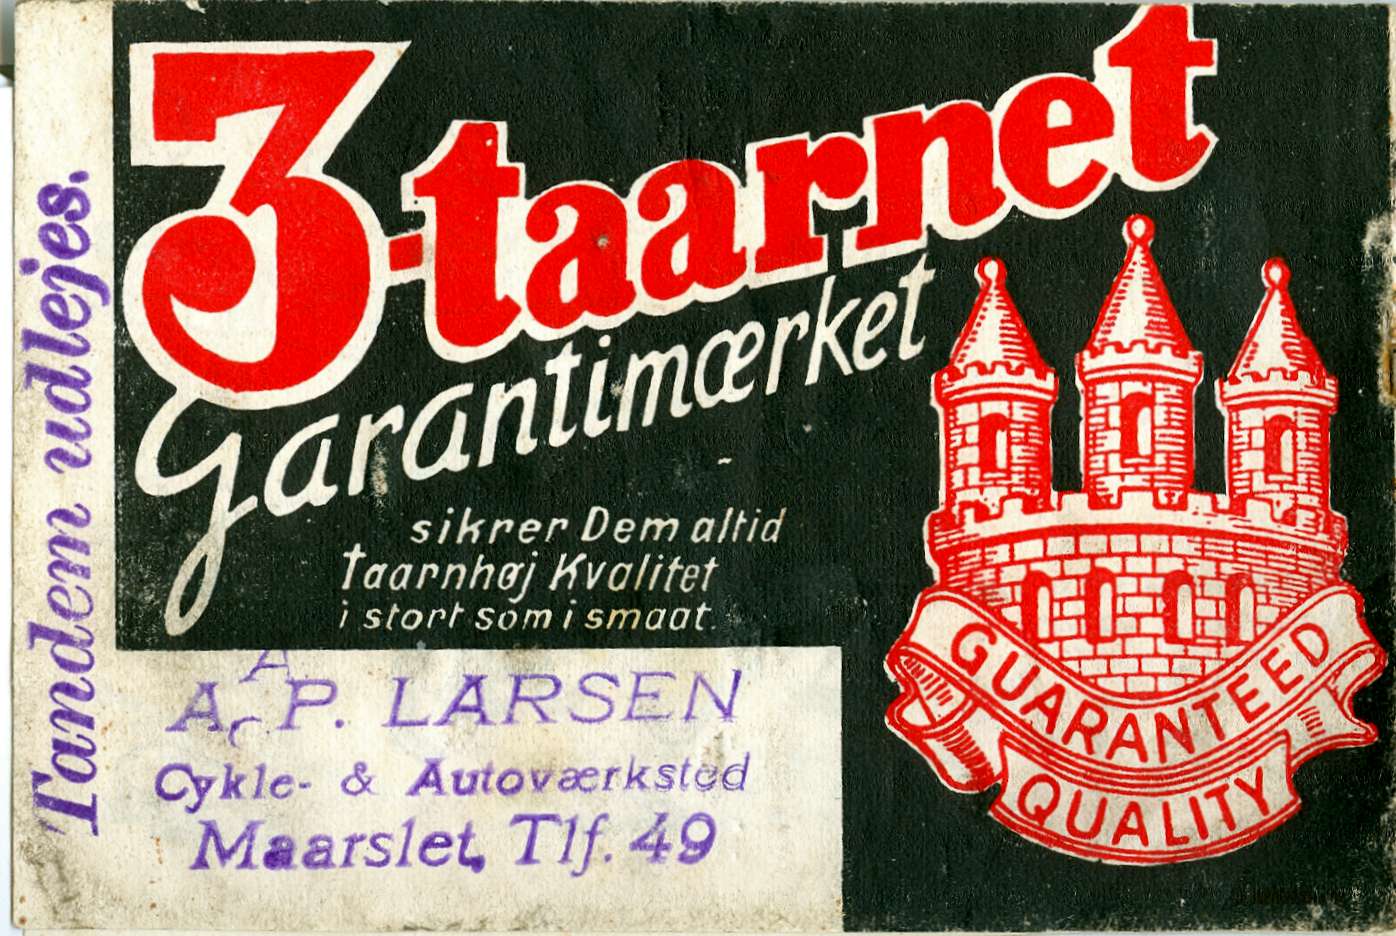 3-taarnet
Garantimærket
sikrer Dem altid
Taarnhøj Kvalitet
i stort som i smaat.
GUARANTEED
QUALITY
Tandem udlejes.
A. P. LARSEN
Cykle- & Autoværksted
Maarslet, Tlf. 49